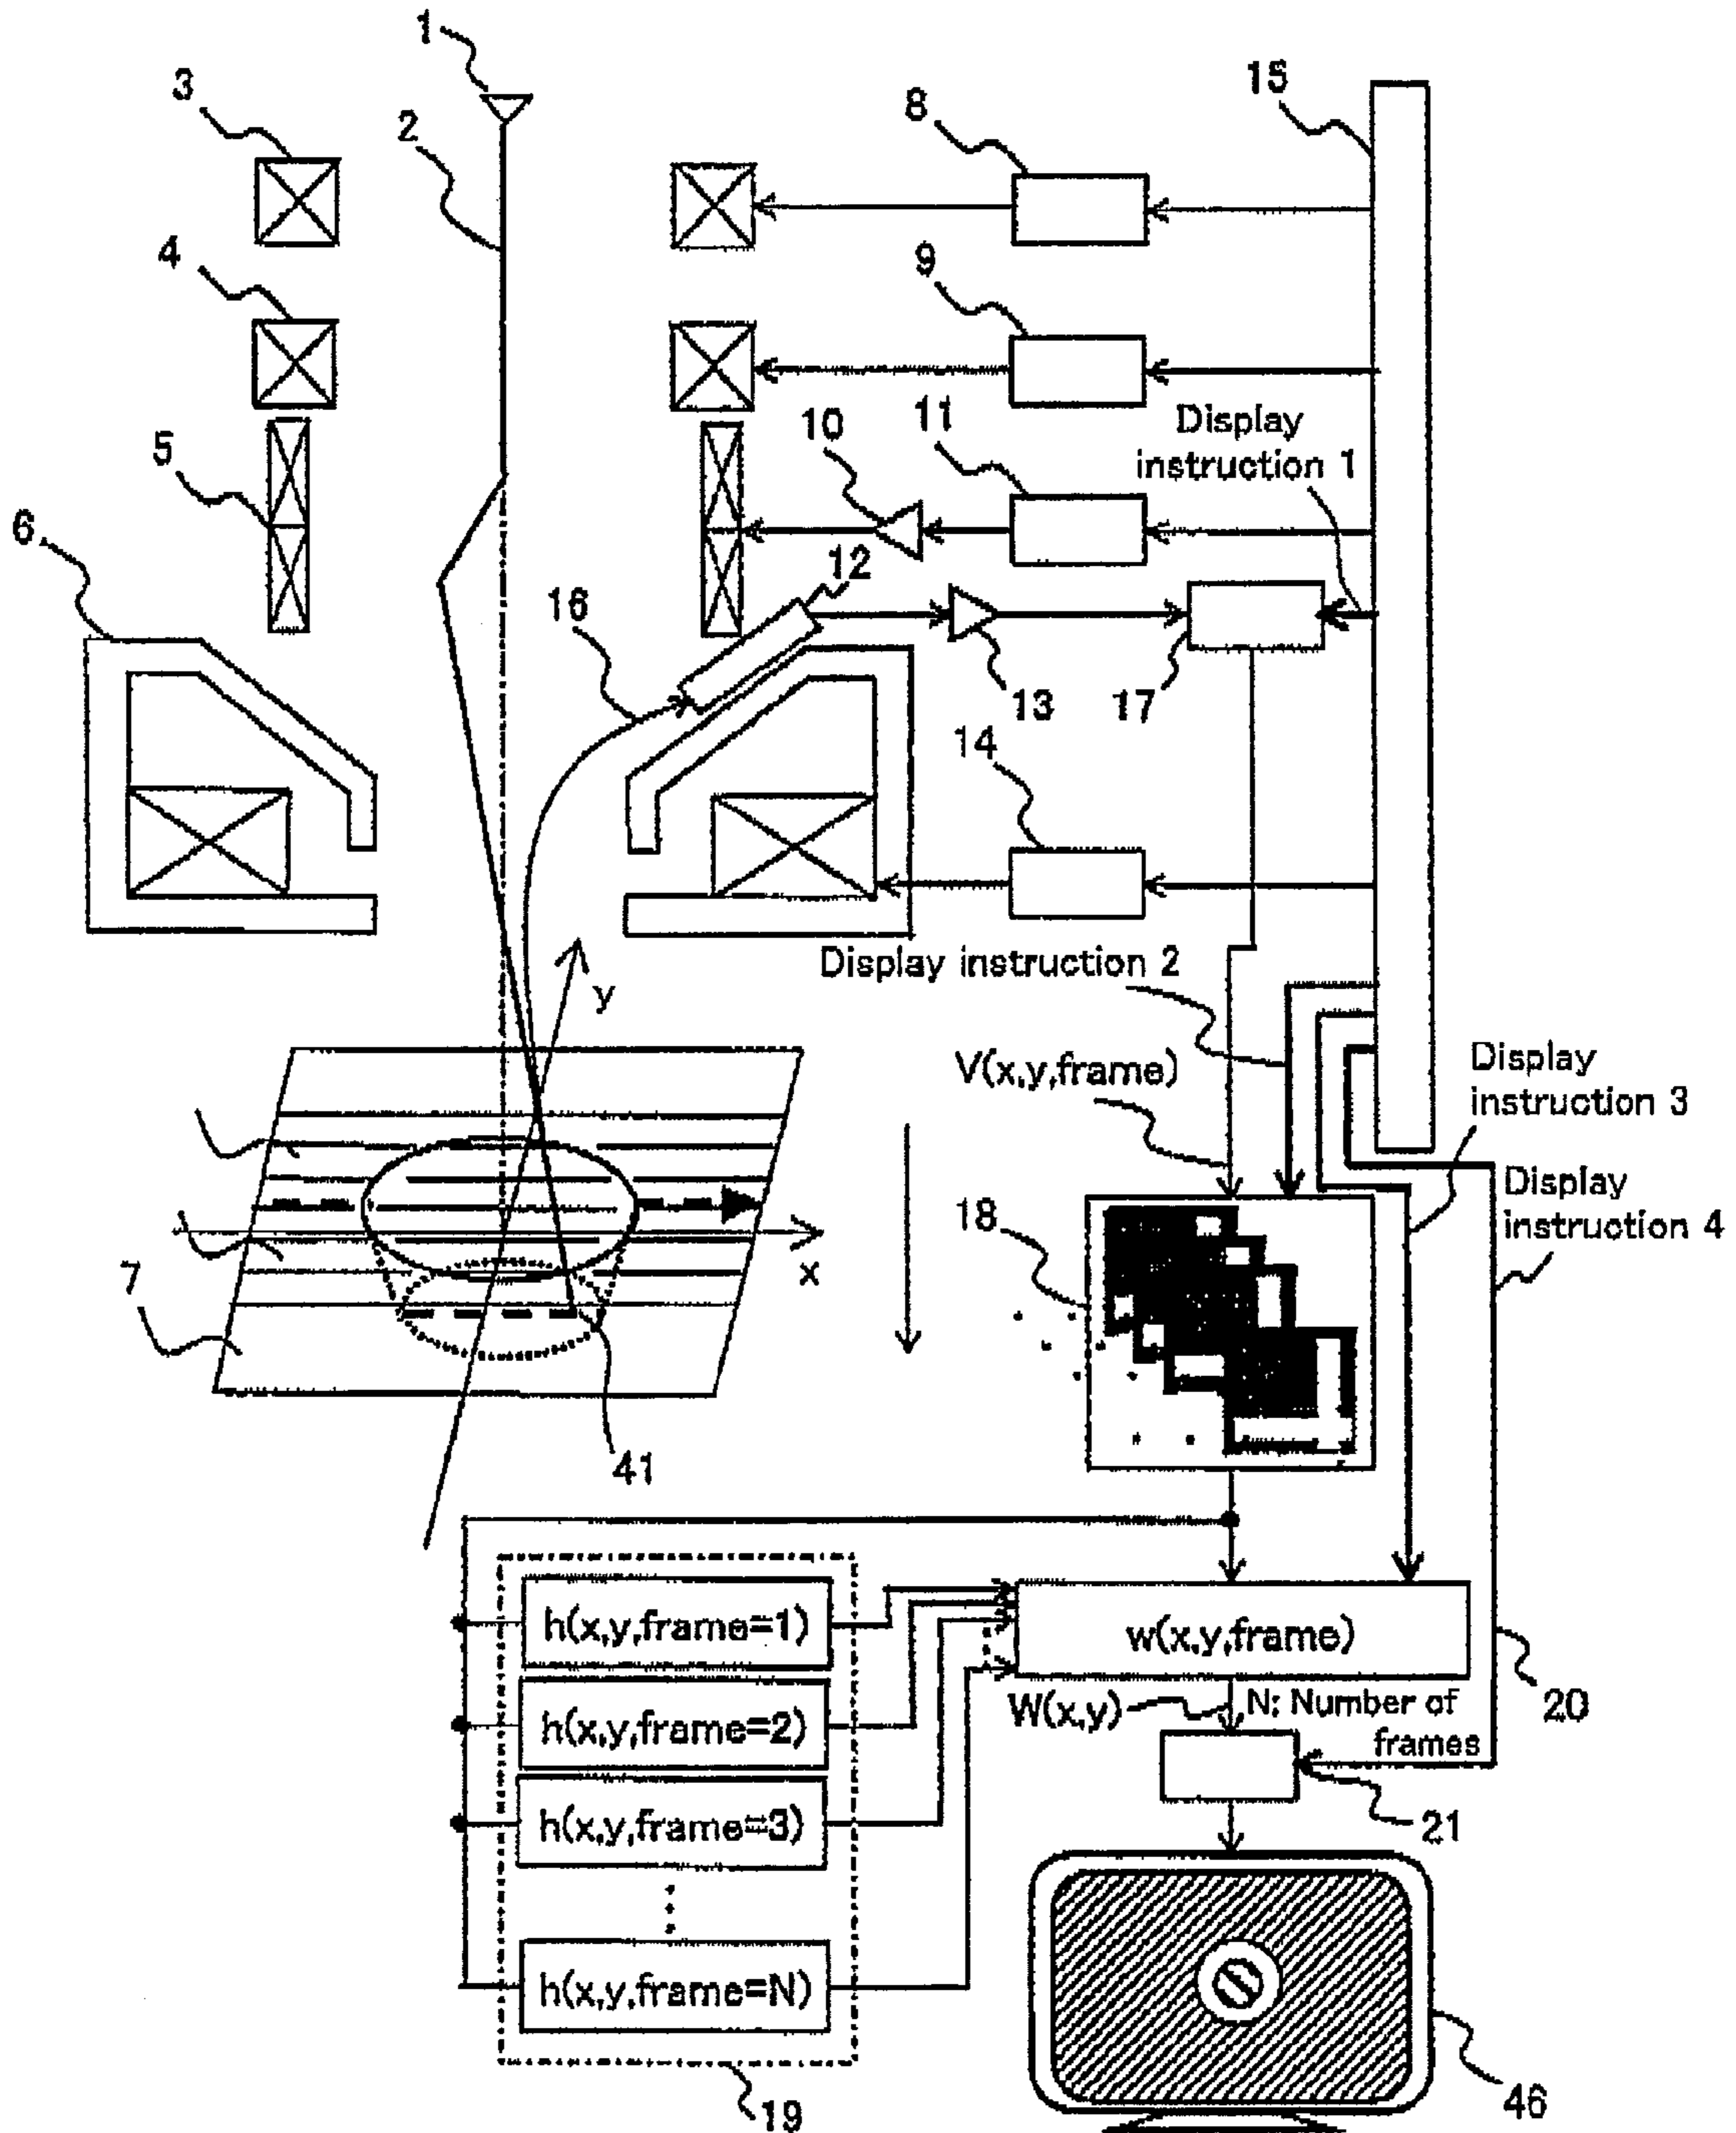 1
15
3
2
8
4
9
10
11
Display
instruction 1
5
6
12
16
13
17
14
Display instruction 2
y
V(x,y,frame)
Display
instruction 3
Display
instruction 4
18
x
7
41
h(x,y,frame=1)
w(x,y,frame)
20
W(x,y)
N: Number of
frames
h(x,y,frame=2)
h(x,y,frame=3)
21
h(x,y,frame=N)
46
19